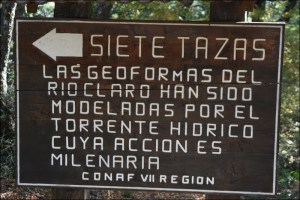 SIETE TAZAS
LAS GEOFORMAS DEL
RIO CLARO HAN SIDO
MODELADAS POR EL
TORRENTE HIDRICO
CUYA ACCION ES
MILENARIA
CONAF VII REGION